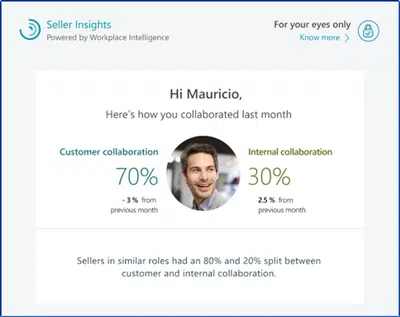 Seller Insights
Powered by Workplace Intelligence
For your eyes only
Know more >
Hi Mauricio,
Here's how you collaborated last month
Customer collaboration
70%
- 3 % from
previous month
Internal collaboration
30%
2.5 % from
previous month
Sellers in similar roles had an 80% and 20% split between
customer and internal collaboration.